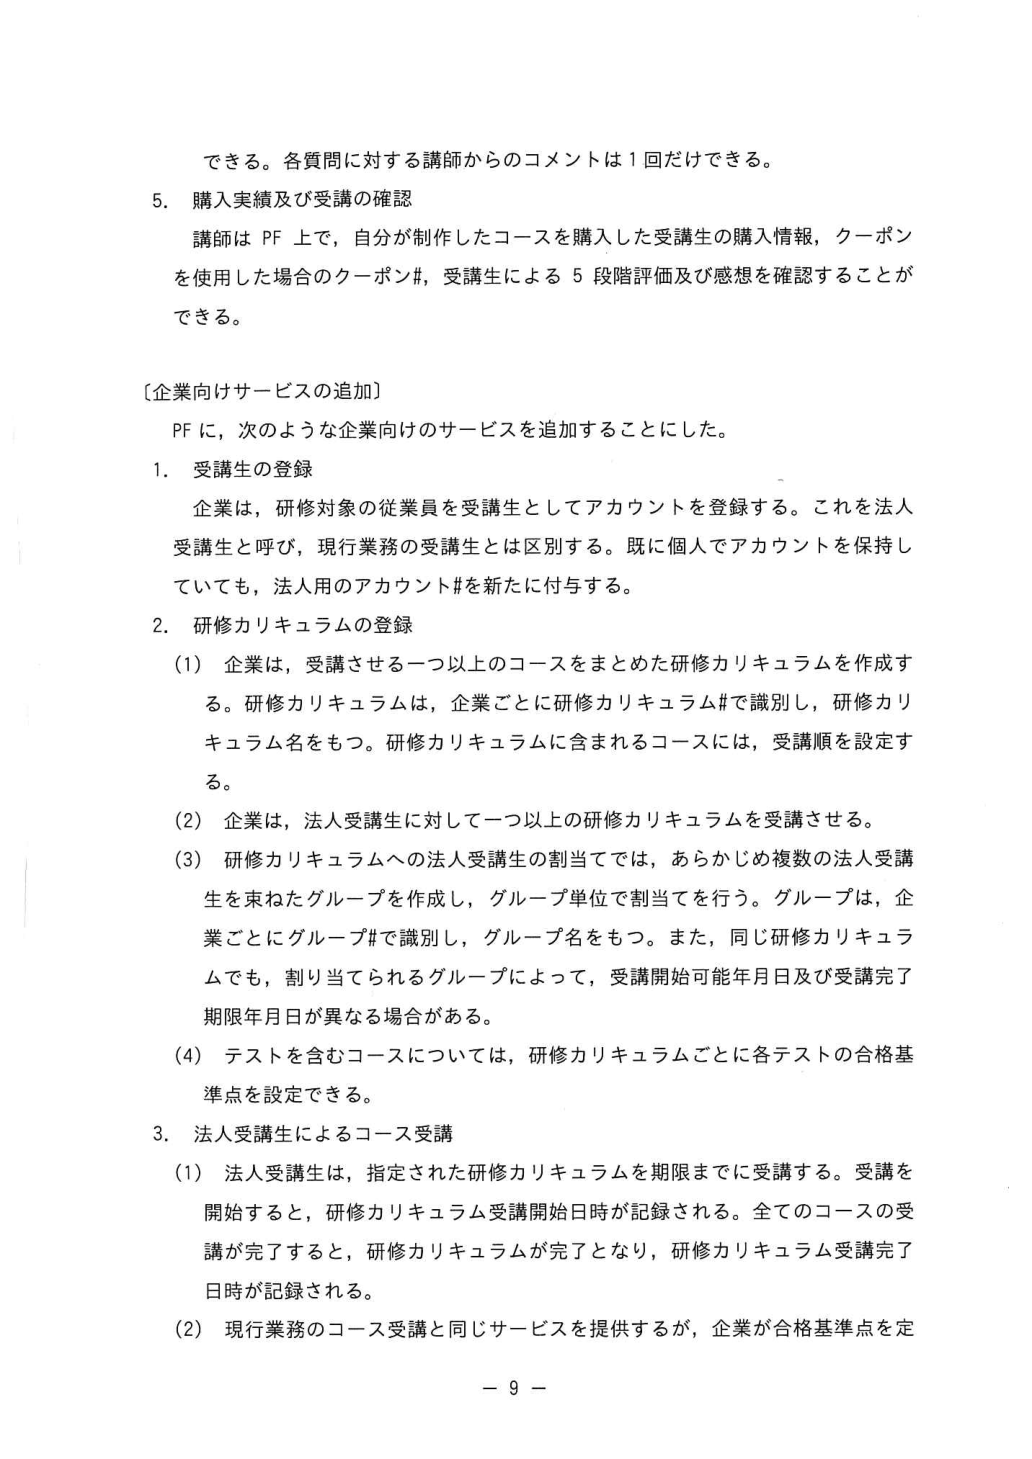 できる。各質問に対する講師からのコメントは1回だけできる。
5. 購入実績及び受講の確認
講師は PF 上で，自分が制作したコースを購入した受講生の購入情報，クーポン
を使用した場合のクーポン#，受講生による 5 段階評価及び感想を確認することが
できる。
〔企業向けサービスの追加〕
PF に，次のような企業向けのサービスを追加することにした。
1. 受講生の登録
企業は，研修対象の従業員を受講生としてアカウントを登録する。これを法人
受講生と呼び，現行業務の受講生とは区別する。既に個人でアカウントを保持し
ていても，法人用のアカウント#を新たに付与する。
2. 研修カリキュラムの登録
(1) 企業は，受講させる一つ以上のコースをまとめた研修カリキュラムを作成す
る。研修カリキュラムは，企業ごとに研修カリキュラム#で識別し，研修カリ
キュラム名をもつ。研修カリキュラムに含まれるコースには，受講順を設定す
る。
(2) 企業は，法人受講生に対して一つ以上の研修カリキュラムを受講させる。
(3) 研修カリキュラムへの法人受講生の割当てでは，あらかじめ複数の法人受講
生を束ねたグループを作成し，グループ単位で割当てを行う。グループは，企
業ごとにグループ#で識別し，グループ名をもつ。また，同じ研修カリキュラ
ムでも，割り当てられるグループによって，受講開始可能年月日及び受講完了
期限年月日が異なる場合がある。
(4) テストを含むコースについては，研修カリキュラムごとに各テストの合格基
準点を設定できる。
3. 法人受講生によるコース受講
(1) 法人受講生は，指定された研修カリキュラムを期限までに受講する。受講を
開始すると，研修カリキュラム受講開始日時が記録される。全てのコースの受
講が完了すると，研修カリキュラムが完了となり，研修カリキュラム受講完了
日時が記録される。
(2) 現行業務のコース受講と同じサービスを提供するが，企業が合格基準点を定
－ 9 －